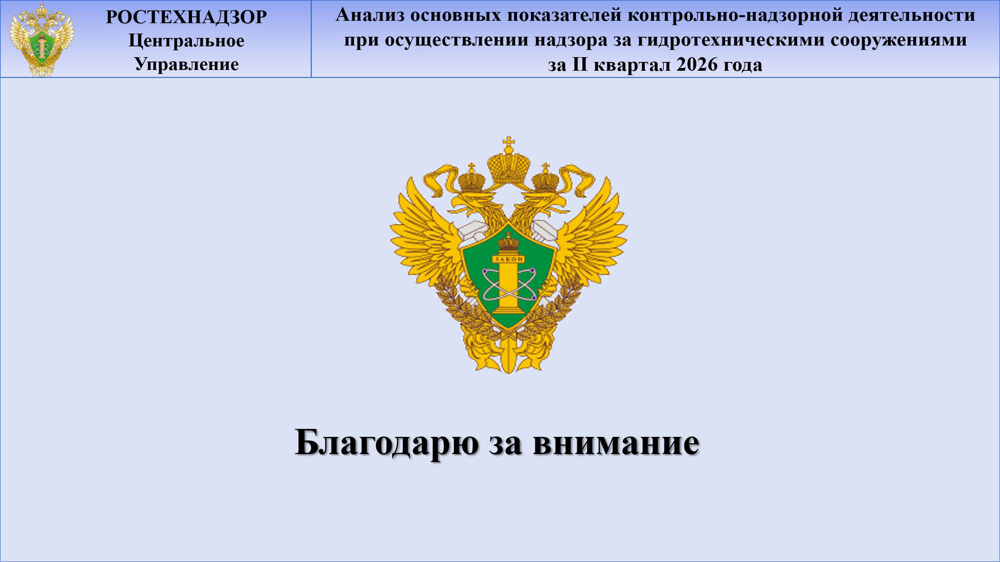 РОСТЕХНАДЗОР
Центральное
Управление
Анализ основных показателей контрольно-надзорной деятельности
при осуществлении надзора за гидротехническими сооружениями
за II квартал 2026 года
ЗАКОН
Благодарю за внимание